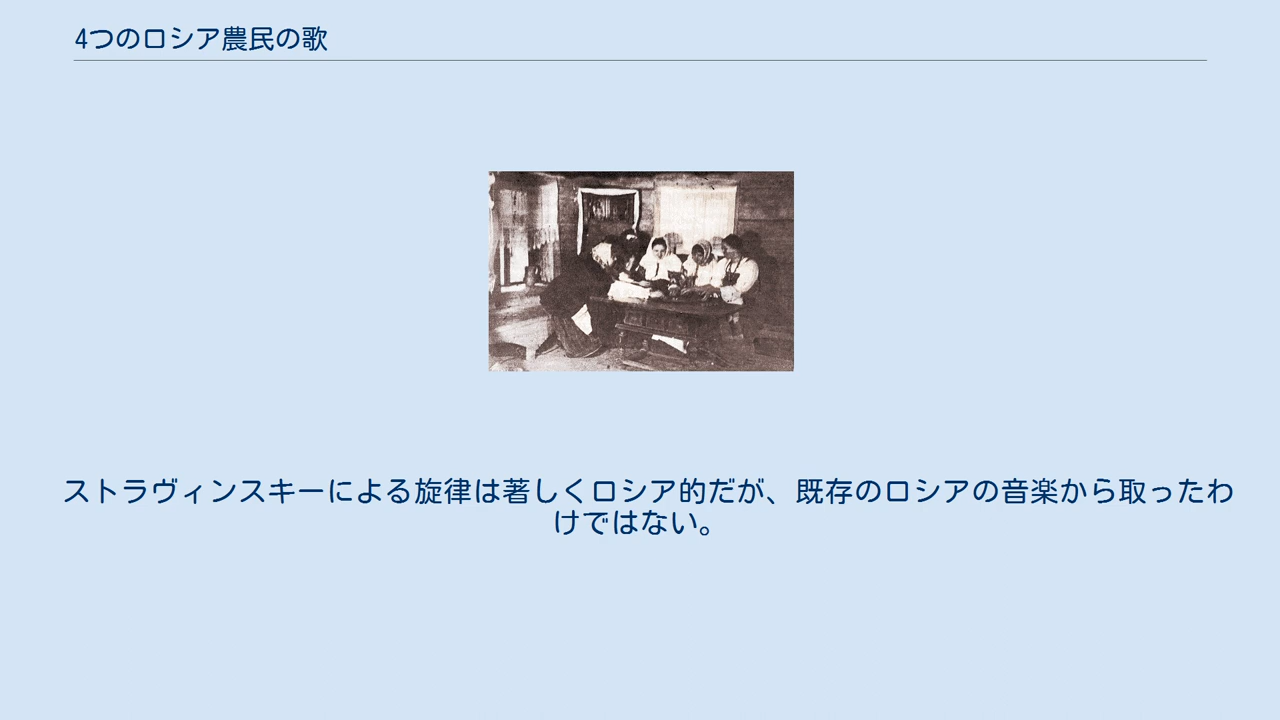 4つのロシア農民の歌
ストラヴィンスキーによる旋律は著しくロシア的だが、既存のロシアの音楽から取ったわ
けではない。